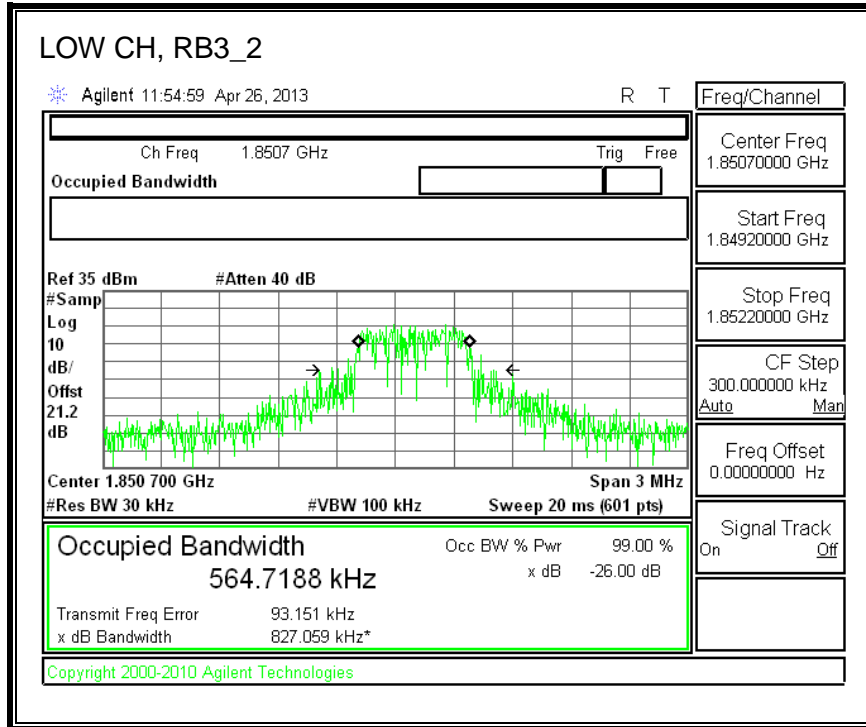 LOW CH, RB3_2
Agilent 11:54:59 Apr 26, 2013 R T
Freq/Channel
Ch Freq 1.8507 GHz Trig Free
Occupied Bandwidth
Center Freq
1.85070000 GHz
Start Freq
1.84920000 GHz
Stop Freq
1.85220000 GHz
CF Step
300.000000 kHz
Auto Man
Freq Offset
0.00000000 Hz
Signal Track
On Off
Ref 35 dBm #Atten 40 dB
#Samp
Log
10
dB/
Offst
21.2
dB
Center 1.850 700 GHz Span 3 MHz
#Res BW 30 kHz #VBW 100 kHz Sweep 20 ms (601 pts)
Occupied Bandwidth Occ BW % Pwr 99.00 %
564.7188 kHz x dB -26.00 dB
Transmit Freq Error 93.151 kHz
x dB Bandwidth 827.059 kHz*
Copyright 2000-2010 Agilent Technologies